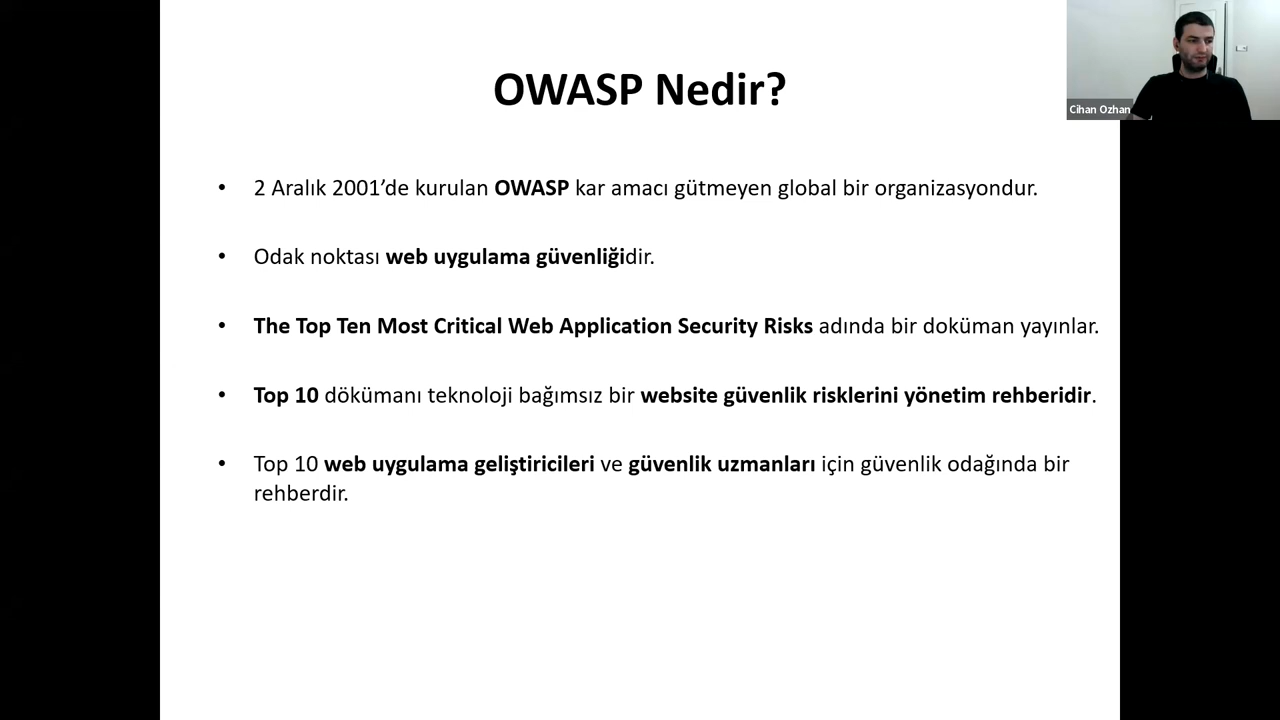 OWASP Nedir?
Cihan Ozhan
• 2 Aralık 2001’de kurulan OWASP kar amacı gütmeyen global bir organizasyondur.
• Odak noktası web uygulama güvenliğidir.
• The Top Ten Most Critical Web Application Security Risks adında bir doküman yayınlar.
• Top 10 dökümanı teknoloji bağımsız bir website güvenlik risklerini yönetim rehberidir.
• Top 10 web uygulama geliştiricileri ve güvenlik uzmanları için güvenlik odağında bir
rehberdir.